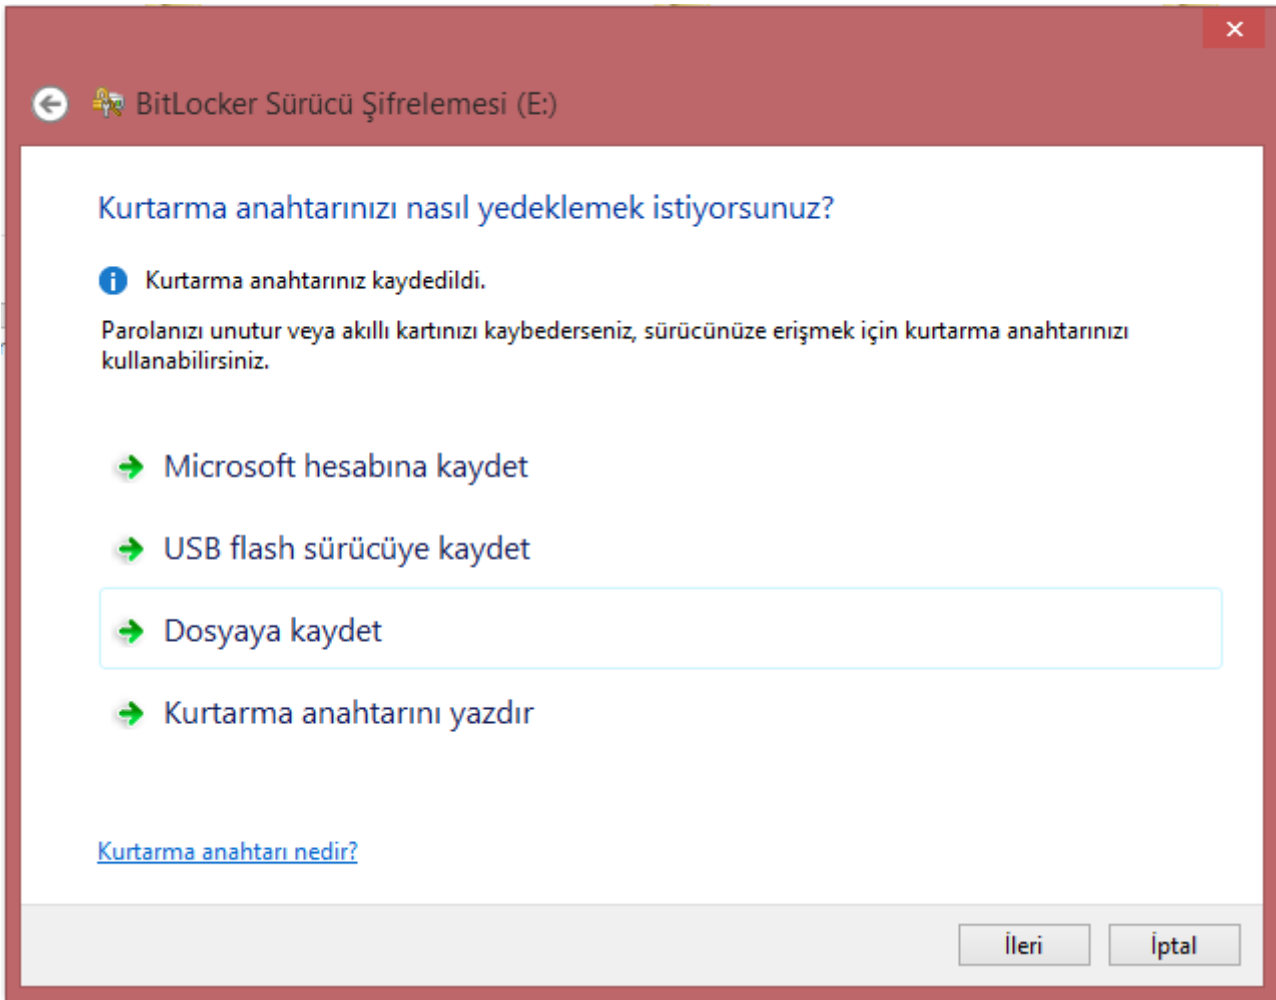 BitLocker Sürücü Şifrelemesi (E:)
Kurtarma anahtarınızı nasıl yedeklemek istiyorsunuz?
Kurtarma anahtarınız kaydedildi.
Parolanızı unutur veya akıllı kartınızı kaybederseniz, sürücünüze erişmek için kurtarma anahtarınızı
kullanabilirsiniz.
Microsoft hesabına kaydet
USB flash sürücüye kaydet
Dosyaya kaydet
Kurtarma anahtarını yazdır
Kurtarma anahtarı nedir?
İleri İptal